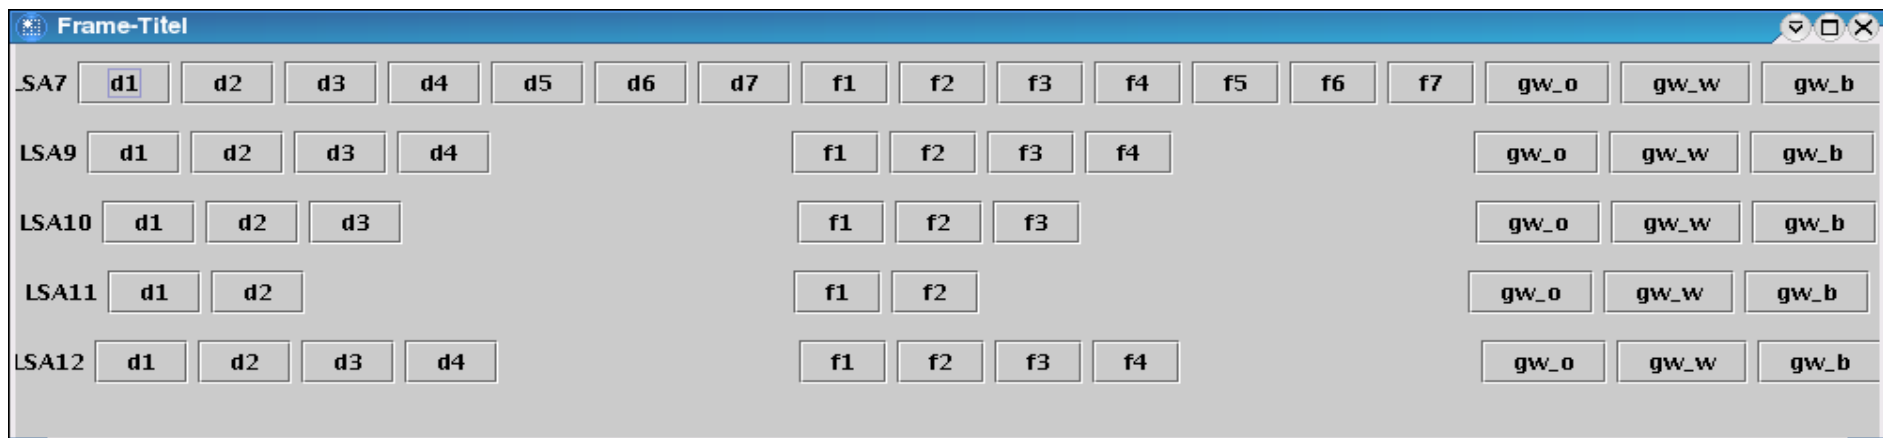 Frame-Titel
LSA7 d1 d2 d3 d4 d5 d6 d7 f1 f2 f3 f4 f5 f6 f7 gw_o gw_w gw_b
LSA9 d1 d2 d3 d4 f1 f2 f3 f4 gw_o gw_w gw_b
LSA10 d1 d2 d3 f1 f2 f3 gw_o gw_w gw_b
LSA11 d1 d2 f1 f2 gw_o gw_w gw_b
LSA12 d1 d2 d3 d4 f1 f2 f3 f4 gw_o gw_w gw_b